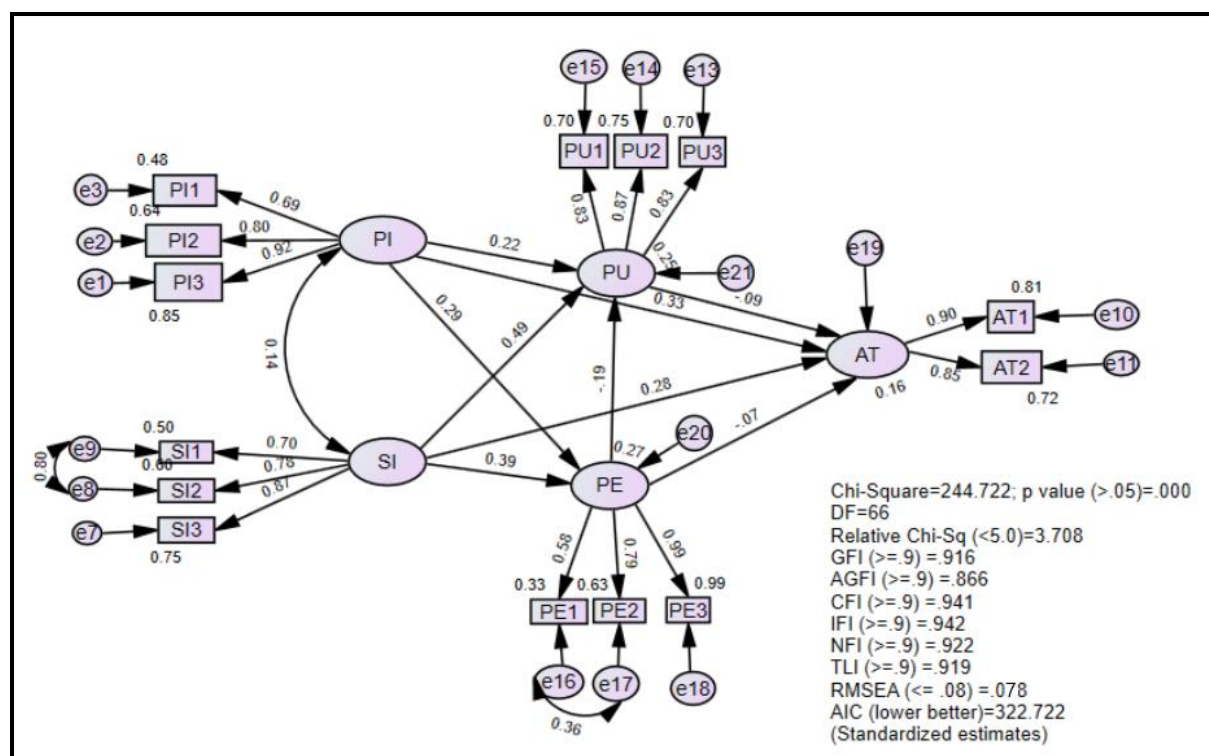 e15 e14 e13
0.70 0.75 0.70
PU1 PU2 PU3
0.48
e3 PI1
0.69
0.64
0.83 0.87 0.83
e2 PI2 0.80 PI
e19
0.22
0.92
e1 PI3
PU 0.25 e21
0.85
0.33 -.09
0.81
0.90 AT1 e10
0.29
0.14
0.49
AT
0.85 AT2 e11
0.16
0.72
-.19
0.28
-.07
0.50
e9 SI1 0.70
0.60
0.80
SI
0.39
0.27 e20
0.78
e8 SI2
0.87
PE
e7 SI3
0.75
0.58 0.79 0.99
0.33 0.63 0.99
PE1 PE2 PE3
e16 e17 e18
0.36
Chi-Square=244.722; p value (>.05)=.000
DF=66
Relative Chi-Sq (<5.0)=3.708
GFI (>=.9) =.916
AGFI (>=.9) =.866
CFI (>=.9) =.941
IFI (>=.9) =.942
NFI (>=.9) =.922
TLI (>=.9) =.919
RMSEA (<= .08) =.078
AIC (lower better)=322.722
(Standardized estimates)